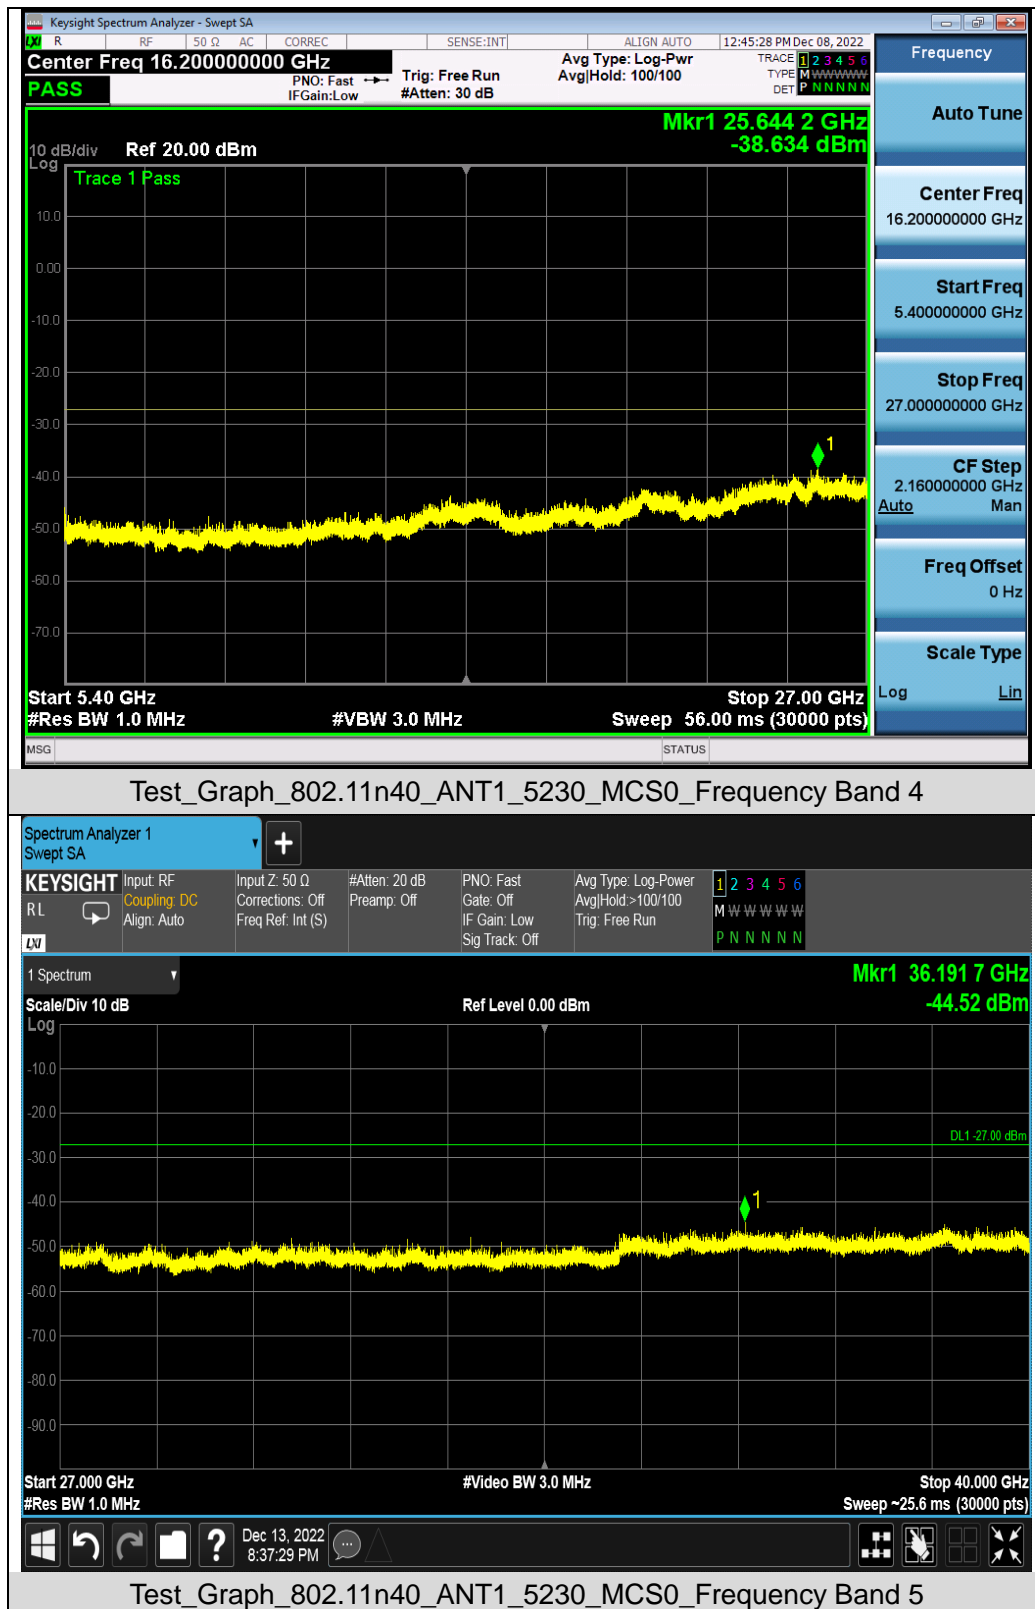 Keysight Spectrum Analyzer - Swept SA
LXI R RF 50 Ω AC CORREC SENSE:INT ALIGN AUTO 12:45:28 PM Dec 08, 2022
Center Freq 16.200000000 GHz
PASS
PNO: Fast
IFGain:Low
Trig: Free Run
#Atten: 30 dB
Avg Type: Log-Pwr
Avg|Hold: 100/100
TRACE 1 2 3 4 5 6
TYPE M W W W W W
DET P N N N N N
Mkr1 25.644 2 GHz
-38.634 dBm
10 dB/div Ref 20.00 dBm
Log
Trace 1 Pass
10.0
0.00
-10.0
-20.0
-30.0
1
-40.0
-50.0
-60.0
-70.0
Start 5.40 GHz Stop 27.00 GHz
#Res BW 1.0 MHz #VBW 3.0 MHz Sweep 56.00 ms (30000 pts)
MSG STATUS
Frequency
Auto Tune
Center Freq
16.200000000 GHz
Start Freq
5.400000000 GHz
Stop Freq
27.000000000 GHz
CF Step
2.160000000 GHz
Auto Man
Freq Offset
0 Hz
Scale Type
Log Lin
Test_Graph_802.11n40_ANT1_5230_MCS0_Frequency Band 4
Spectrum Analyzer 1
Swept SA
+
KEYSIGHT
R L
LXI
Input: RF
Coupling: DC
Align: Auto
Input Z: 50 Ω
Corrections: Off
Freq Ref: Int (S)
#Atten: 20 dB
Preamp: Off
PNO: Fast
Gate: Off
IF Gain: Low
Sig Track: Off
Avg Type: Log-Power
Avg|Hold:>100/100
Trig: Free Run
1 2 3 4 5 6
M W W W W W
P N N N N N
1 Spectrum
Mkr1 36.191 7 GHz
Scale/Div 10 dB Ref Level 0.00 dBm -44.52 dBm
Log
-10.0
-20.0
DL1 -27.00 dBm
-30.0
-40.0
1
-50.0
-60.0
-70.0
-80.0
-90.0
Start 27.000 GHz #Video BW 3.0 MHz Stop 40.000 GHz
#Res BW 1.0 MHz Sweep ~25.6 ms (30000 pts)
?
Dec 13, 2022
8:37:29 PM
Test_Graph_802.11n40_ANT1_5230_MCS0_Frequency Band 5